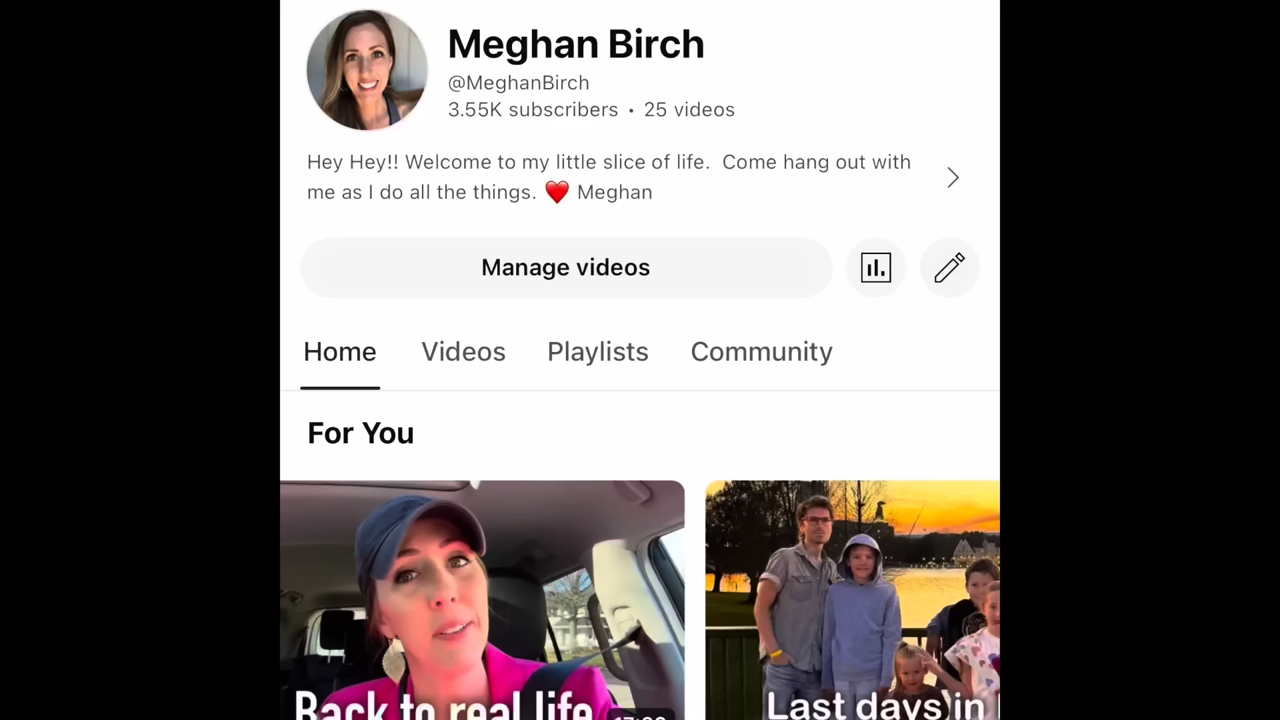 Meghan Birch
@MeghanBirch
3.55K subscribers • 25 videos
Hey Hey!! Welcome to my little slice of life. Come hang out with
me as I do all the things. ❤️ Meghan
Manage videos
Home Videos Playlists Community
For You
Back to real life
Last days in